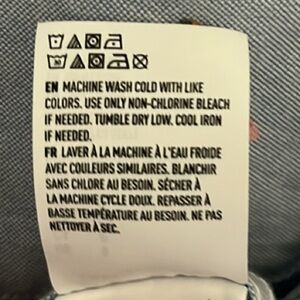 EN MACHINE WASH COLD WITH LIKE
COLORS. USE ONLY NON-CHLORINE BLEACH
IF NEEDED. TUMBLE DRY LOW. COOL IRON
IF NEEDED.
FR LAVER À LA MACHINE À L'EAU FROIDE
AVEC COULEURS SIMILAIRES. BLANCHIR
SANS CHLORE AU BESOIN. SÉCHER À
LA MACHINE CYCLE DOUX. REPASSER À
BASSE TEMPÉRATURE AU BESOIN. NE PAS
NETTOYER À SEC.